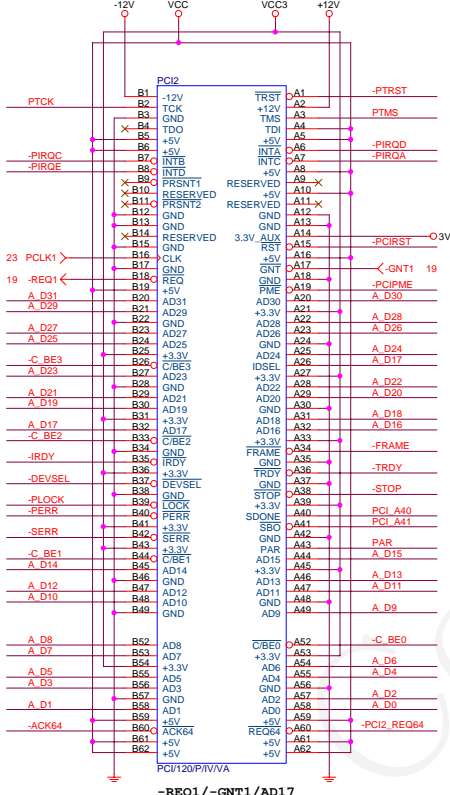 -12V VCC VCC3 +12V
PCI2
B1 -12V TRST A1 -PTRST
PTCK B2 TCK +12V A2
B3 GND TMS A3 PTMS
B4 TDO TDI A4
B5 +5V +5V A5
B6 +5V INTA A6 -PIRQD
-PIRQC B7 INTB INTC A7 -PIRQA
-PIRQE B8 INTD +5V A8
B9 PRSNT1 RESERVED A9
B10 RESERVED +5V A10
B11 PRSNT2 RESERVED A11
B12 GND GND A12
B13 GND GND A13
B14 RESERVED 3.3V_AUX A14 3V
B15 GND RST A15 -PCIRST
23 PCLK1 B16 CLK +5V A16
B17 GND GNT A17 -GNT1 19
19 -REQ1 B18 REQ GND A18
B19 +5V PME A19 -PCIPME
A_D31 B20 AD31 AD30 A20 A_D30
A_D29 B21 AD29 +3.3V A21
B22 GND AD28 A22 A_D28
A_D27 B23 AD27 AD26 A23 A_D26
A_D25 B24 AD25 GND A24
B25 +3.3V AD24 A25 A_D24
-C_BE3 B26 C/BE3 IDSEL A26 A_D17
A_D23 B27 AD23 +3.3V A27
B28 GND AD22 A28 A_D22
A_D21 B29 AD21 AD20 A29 A_D20
A_D19 B30 AD19 GND A30
B31 +3.3V AD18 A31 A_D18
A_D17 B32 AD17 AD16 A32 A_D16
-C_BE2 B33 C/BE2 +3.3V A33
B34 GND FRAME A34 -FRAME
-IRDY B35 IRDY GND A35
B36 +3.3V TRDY A36 -TRDY
-DEVSEL B37 DEVSEL GND A37
B38 GND STOP A38 -STOP
-PLOCK B39 LOCK +3.3V A39
-PERR B40 PERR SDONE A40 PCI_A40
B41 +3.3V SBO A41 PCI_A41
-SERR B42 SERR GND A42
B43 +3.3V PAR A43 PAR
-C_BE1 B44 C/BE1 AD15 A44 A_D15
A_D14 B45 AD14 +3.3V A45
B46 GND AD13 A46 A_D13
A_D12 B47 AD12 AD11 A47 A_D11
A_D10 B48 AD10 GND A48
B49 GND AD9 A49 A_D9
A_D8 B52 AD8 C/BE0 A52 -C_BE0
A_D7 B53 AD7 +3.3V A53
B54 +3.3V AD6 A54 A_D6
A_D5 B55 AD5 AD4 A55 A_D4
A_D3 B56 AD3 GND A56
B57 GND AD2 A57 A_D2
A_D1 B58 AD1 AD0 A58 A_D0
B59 +5V +5V A59
-ACK64 B60 ACK64 REQ64 A60 -PCI2_REQ64
B61 +5V +5V A61
B62 +5V +5V A62
PCI/120/P/IV/VA
-REQ1/-GNT1/AD17